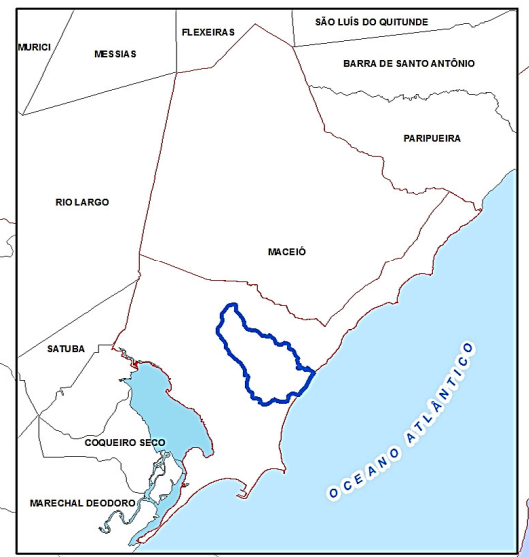 SÃO LUÍS DO QUITUNDE
FLEXEIRAS
MURICI
MESSIAS
BARRA DE SANTO ANTÔNIO
PARIPUEIRA
RIO LARGO
MACEIÓ
SATUBA
COQUEIRO SECO
MARECHAL DEODORO
OCEANO ATLÂNTICO